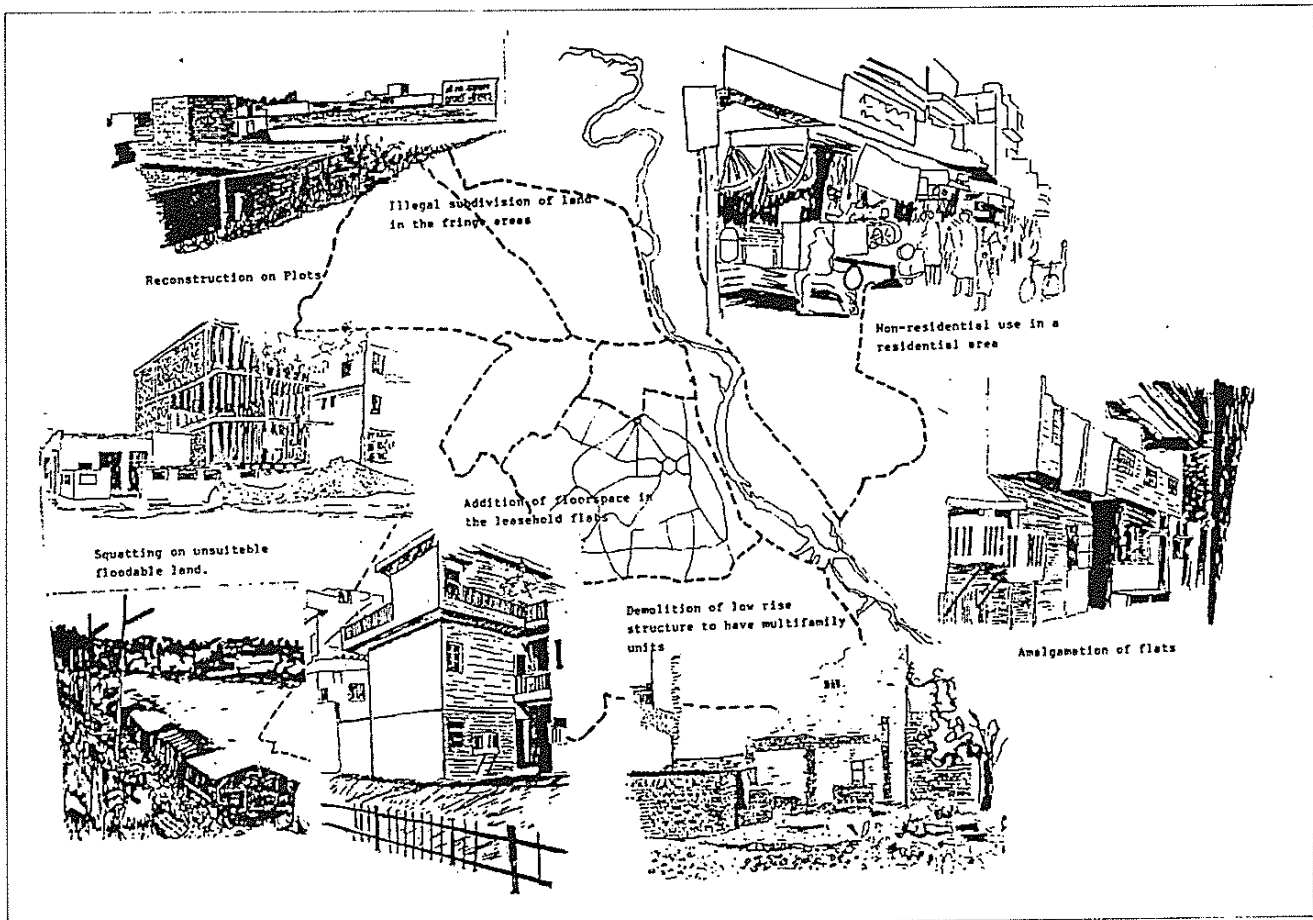 Illegal subdivision of land
in the fringe areas
Reconstruction on Plots
Non-residential use in a
residential area
Addition of floorspace in
the leasehold flats
Squatting on unsuitable
floodable land.
Demolition of low rise
structure to have multifamily
units
Amalgamation of flats